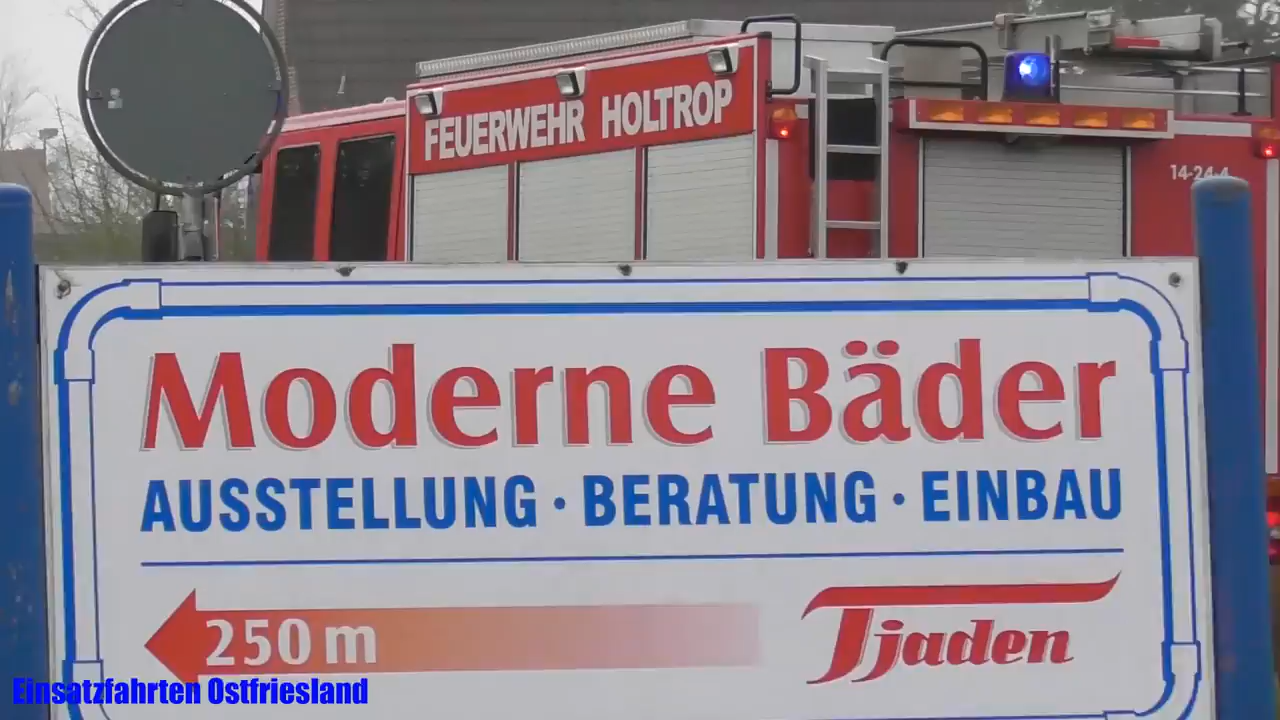 FEUERWEHR HOLTROP
14-24-4
Moderne Bäder
AUSSTELLUNG · BERATUNG · EINBAU
250 m
Tjaden
Einsatzfahrten Ostfriesland